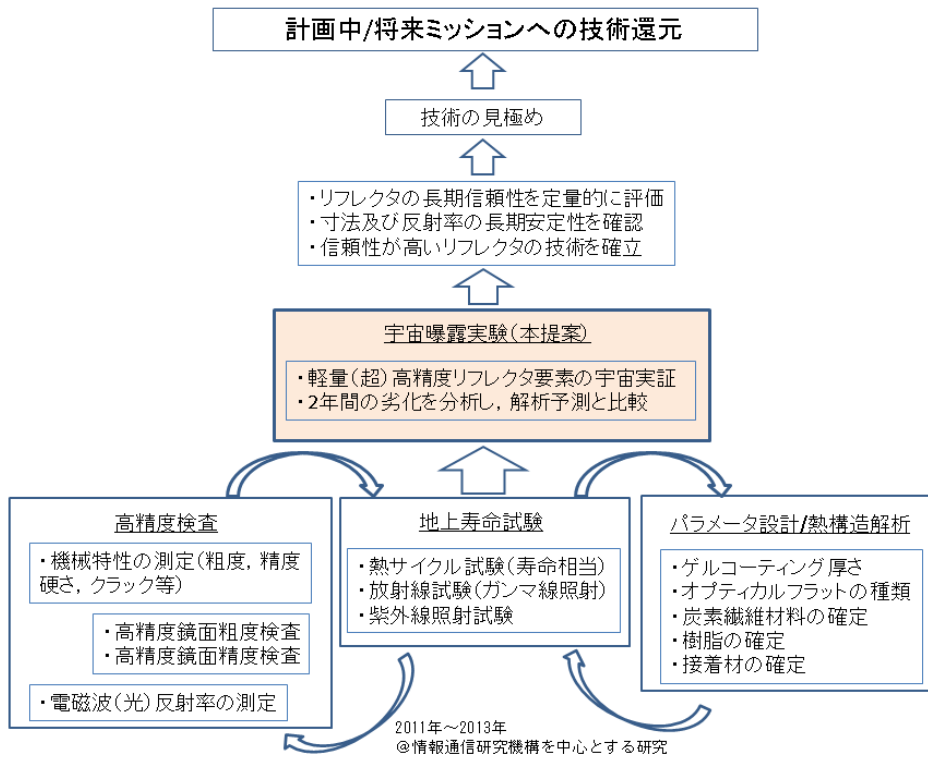 計画中/将来ミッションへの技術還元
技術の見極め
・リフレクタの長期信頼性を定量的に評価
・寸法及び反射率の長期安定性を確認
・信頼性が高いリフレクタの技術を確立
宇宙曝露実験(本提案)
・軽量(超)高精度リフレクタ要素の宇宙実証
・2年間の劣化を分析し, 解析予測と比較
高精度検査
・機械特性の測定(粗度, 精度
硬さ, クラック等)
・高精度鏡面粗度検査
・高精度鏡面精度検査
・電磁波(光)反射率の測定
地上寿命試験
・熱サイクル試験(寿命相当)
・放射線試験(ガンマ線照射)
・紫外線照射試験
パラメータ設計/熱構造解析
・ゲルコーティング厚さ
・オプティカルフラットの種類
・炭素繊維材料の確定
・樹脂の確定
・接着材の確定
2011年~2013年
@情報通信研究機構を中心とする研究